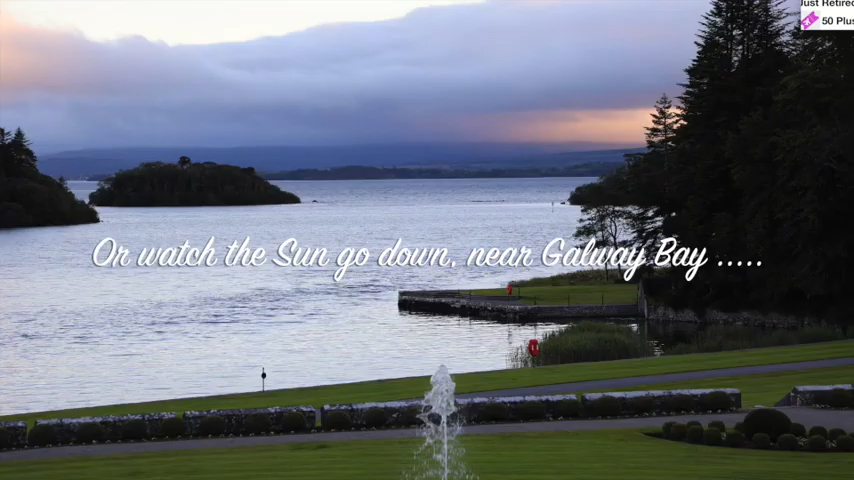 Just Retired
50 Plus
Or watch the Sun go down, near Galway Bay .....